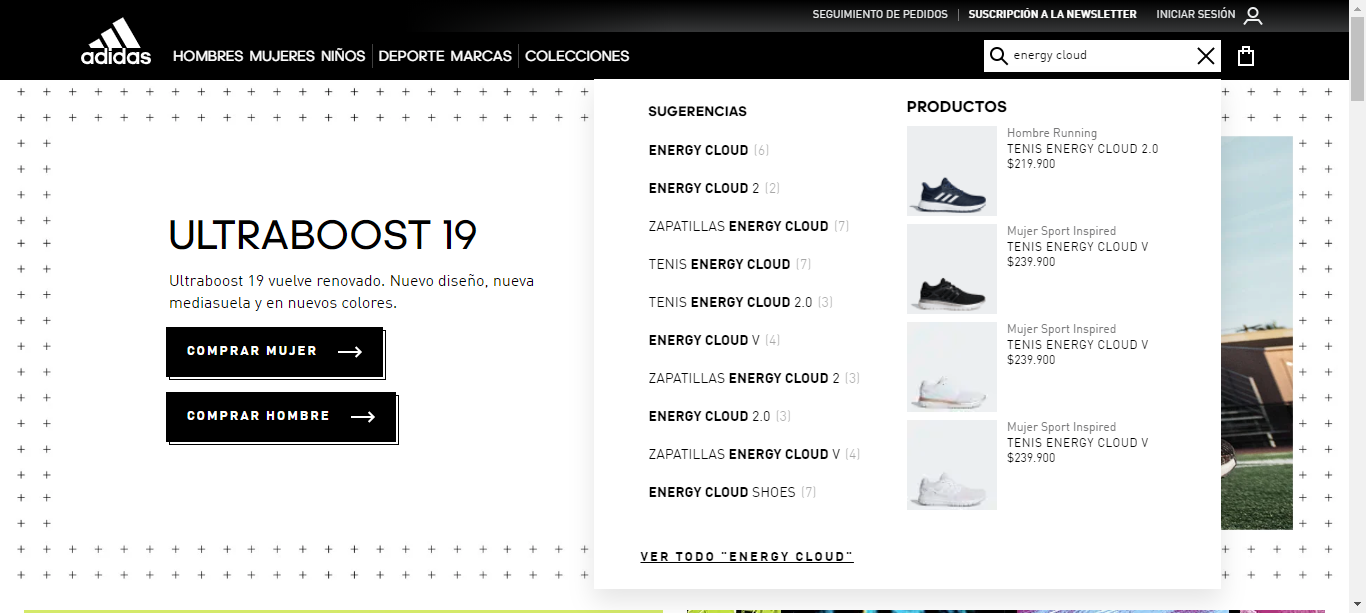 SEGUIMIENTO DE PEDIDOS
SUSCRIPCIÓN A LA NEWSLETTER
INICIAR SESIÓN
adidas
HOMBRES MUJERES NIÑOS DEPORTE MARCAS COLECCIONES
energy cloud
ULTRABOOST 19
Ultraboost 19 vuelve renovado. Nuevo diseño, nueva
mediasuela y en nuevos colores.
COMPRAR MUJER
COMPRAR HOMBRE
SUGERENCIAS
ENERGY CLOUD (6)
ENERGY CLOUD 2 (2)
ZAPATILLAS ENERGY CLOUD (7)
TENIS ENERGY CLOUD (7)
TENIS ENERGY CLOUD 2.0 (3)
ENERGY CLOUD V (4)
ZAPATILLAS ENERGY CLOUD 2 (3)
ENERGY CLOUD 2.0 (3)
ZAPATILLAS ENERGY CLOUD V (4)
ENERGY CLOUD SHOES (7)
VER TODO "ENERGY CLOUD"
PRODUCTOS
Hombre Running
TENIS ENERGY CLOUD 2.0
$219.900
Mujer Sport Inspired
TENIS ENERGY CLOUD V
$239.900
Mujer Sport Inspired
TENIS ENERGY CLOUD V
$239.900
Mujer Sport Inspired
TENIS ENERGY CLOUD V
$239.900